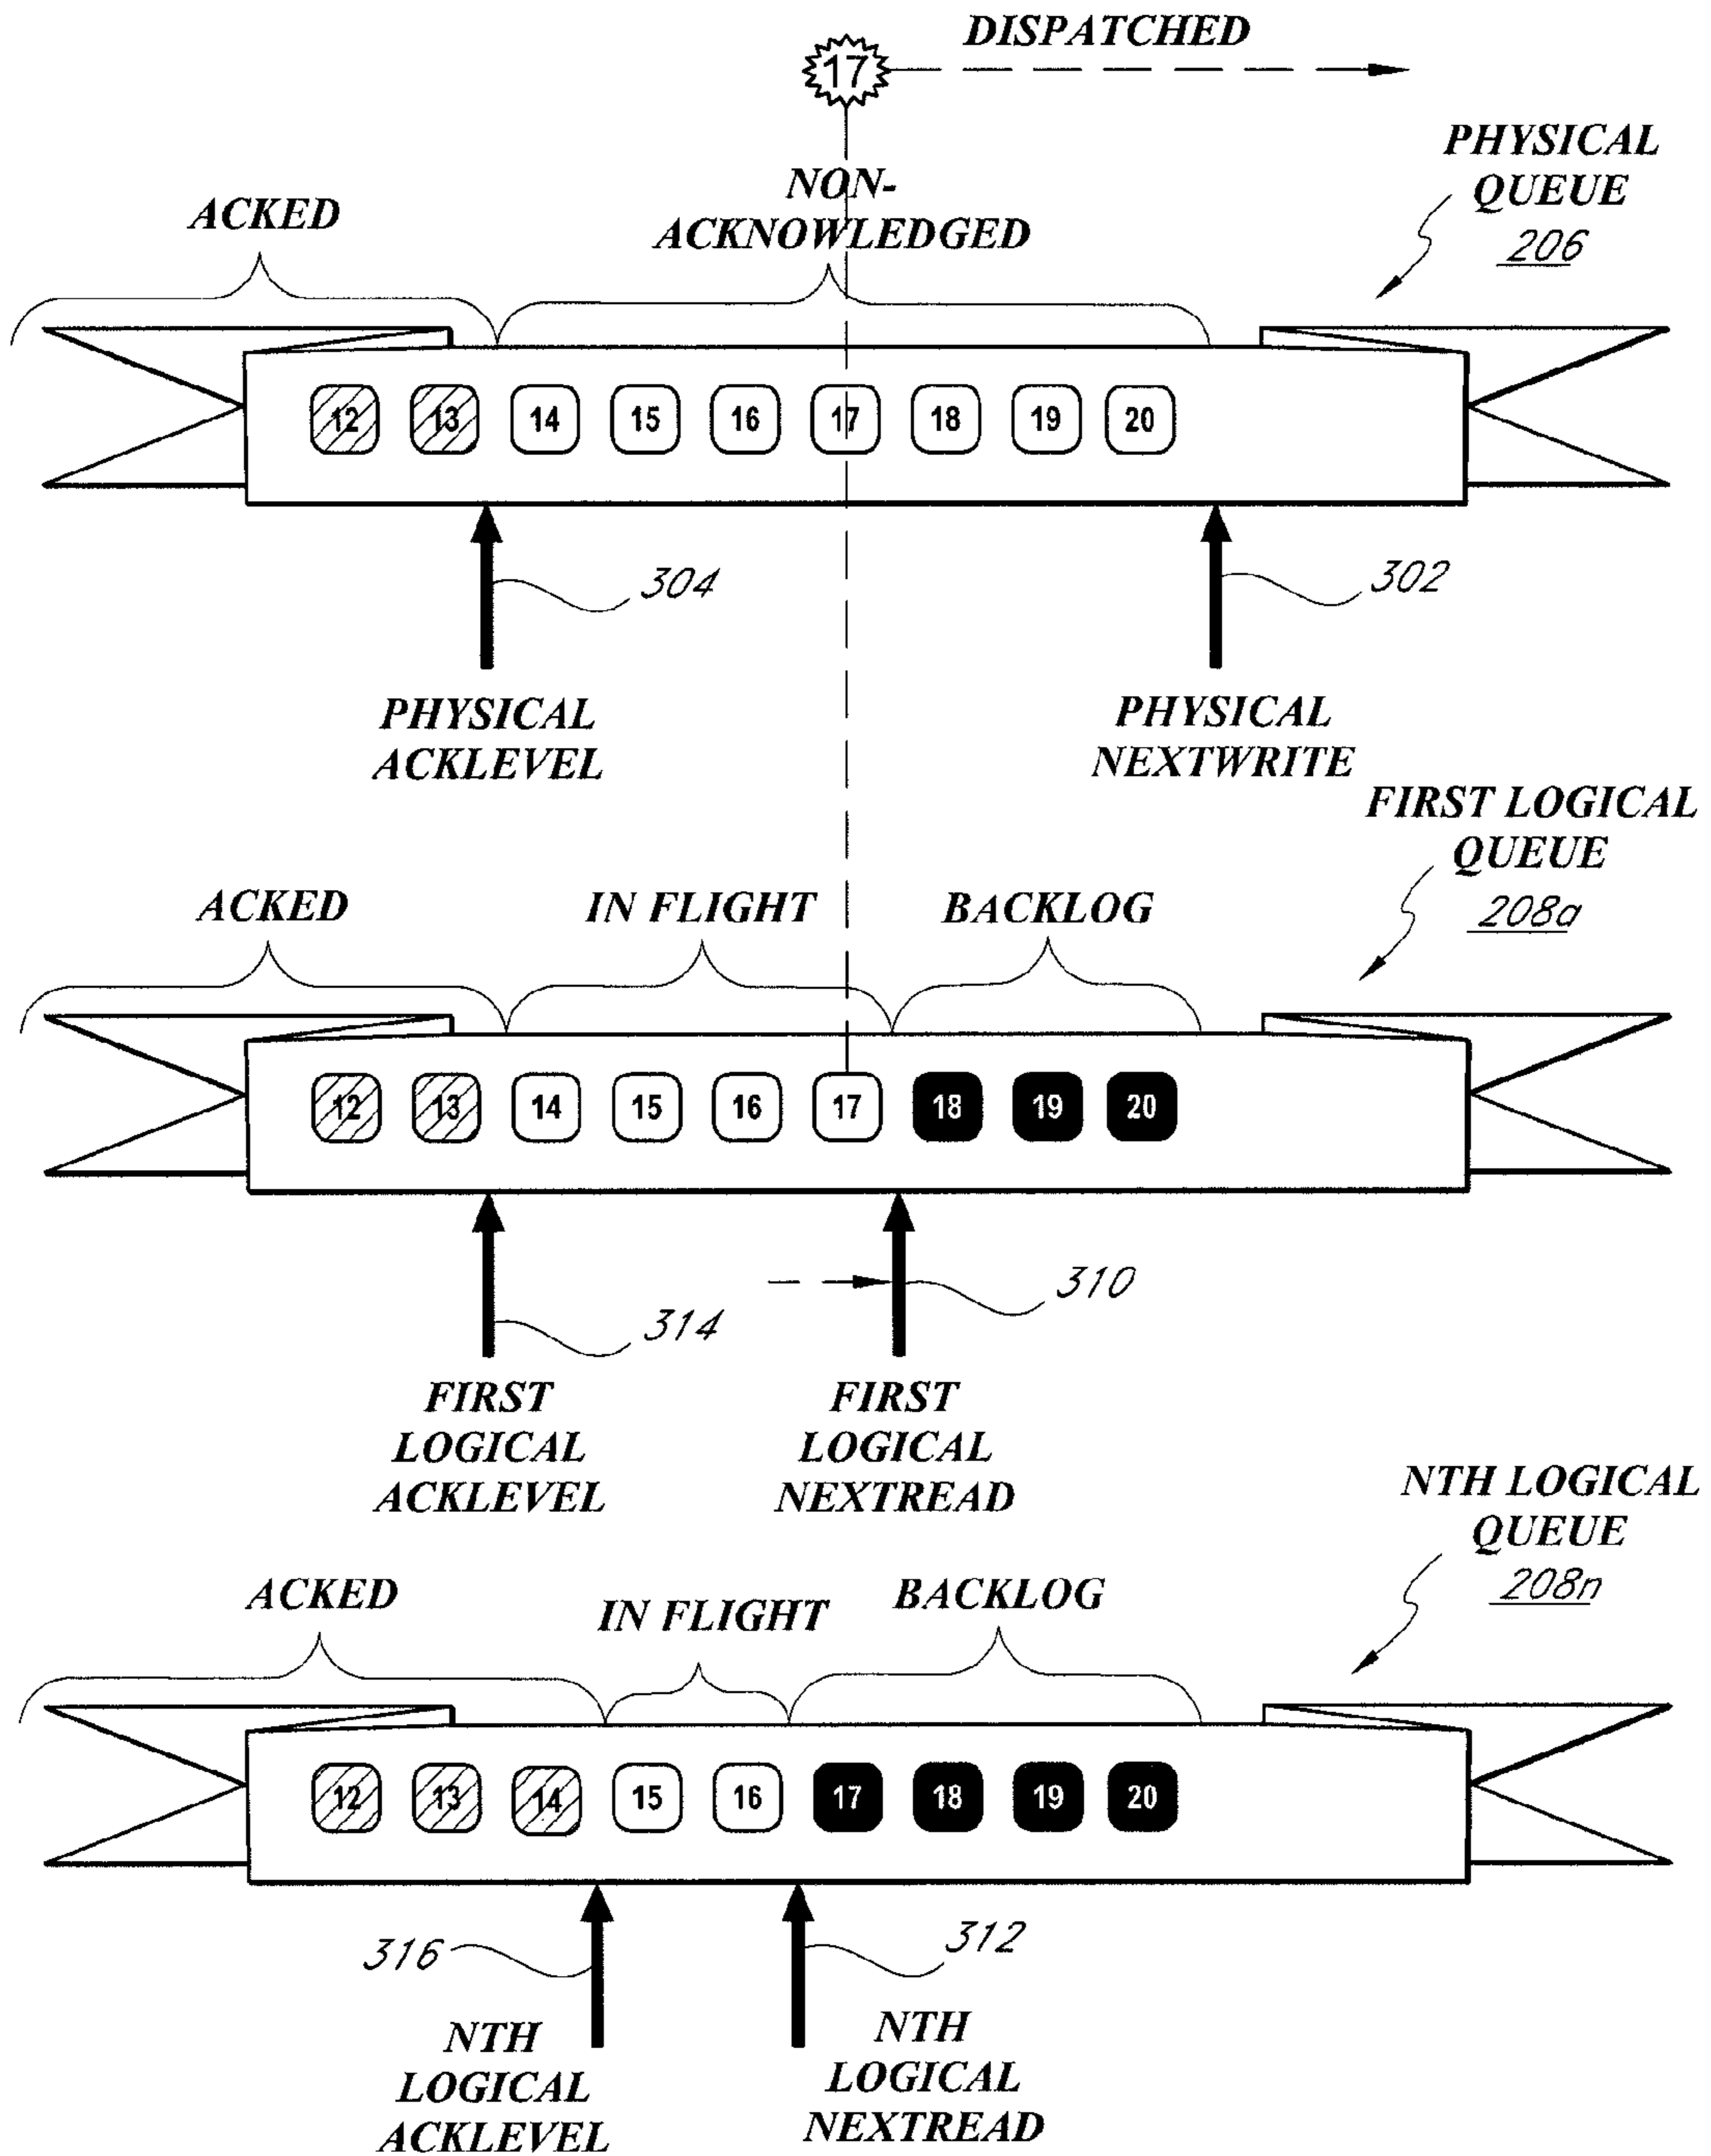 17
DISPATCHED
PHYSICAL
QUEUE
206
NON-
ACKNOWLEDGED
ACKED
12 13 14 15 16 17 18 19 20
304
302
PHYSICAL
ACKLEVEL
PHYSICAL
NEXTWRITE
FIRST LOGICAL
QUEUE
208a
ACKED
IN FLIGHT
BACKLOG
12 13 14 15 16 17 18 19 20
310
314
FIRST
LOGICAL
ACKLEVEL
FIRST
LOGICAL
NEXTREAD
NTH LOGICAL
QUEUE
208n
ACKED
IN FLIGHT
BACKLOG
12 13 14 15 16 17 18 19 20
316
312
NTH
LOGICAL
ACKLEVEL
NTH
LOGICAL
NEXTREAD